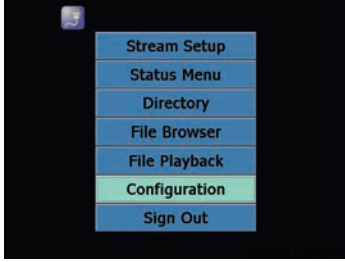 Stream Setup
Status Menu
Directory
File Browser
File Playback
Configuration
Sign Out